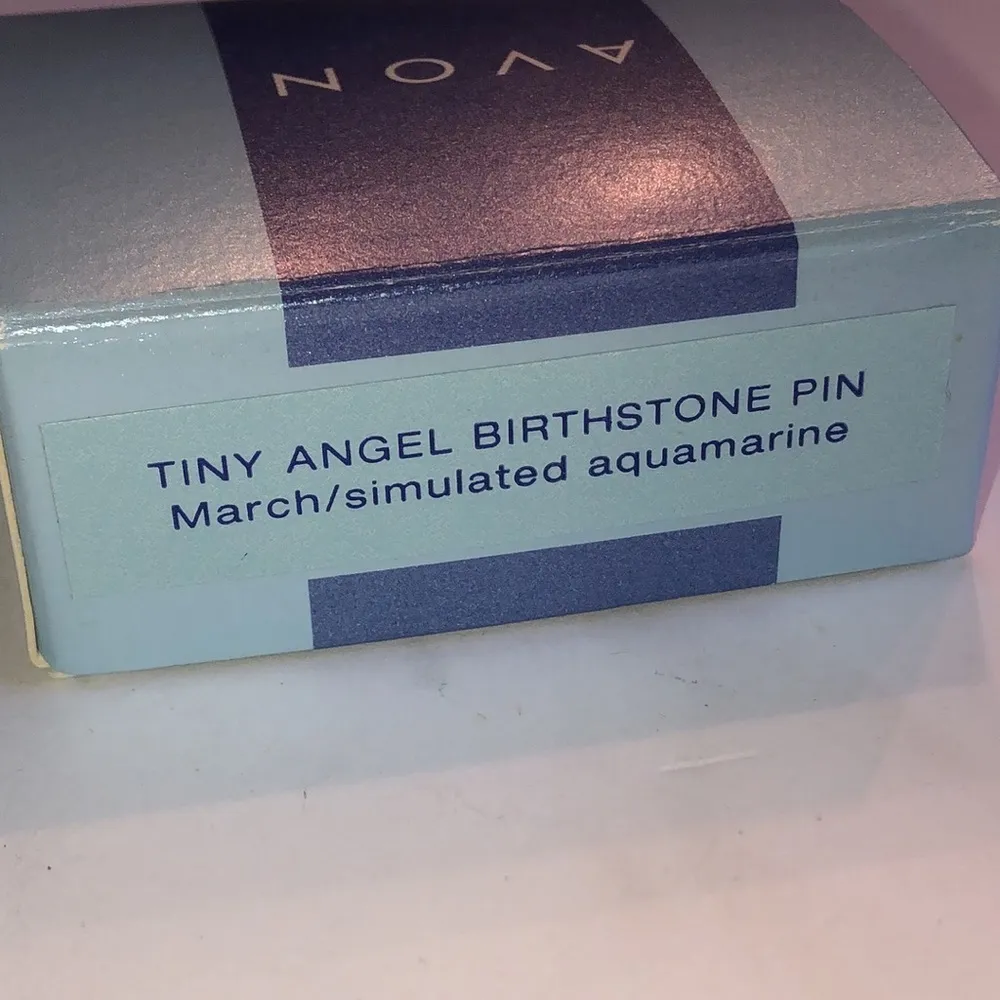 AVON
TINY ANGEL BIRTHSTONE PIN
March/simulated aquamarine